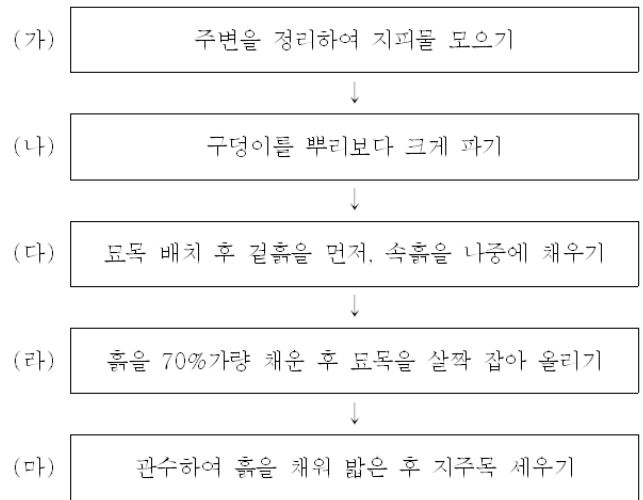 (가) 주변을 정리하여 지피물 모으기
↓
(나) 구덩이를 뿌리보다 크게 파기
↓
(다) 묘목 배치 후 겉흙을 먼저, 속흙을 나중에 채우기
↓
(라) 흙을 70%가량 채운 후 묘목을 살짝 잡아 올리기
↓
(마) 관수하여 흙을 채워 밟은 후 지주목 세우기